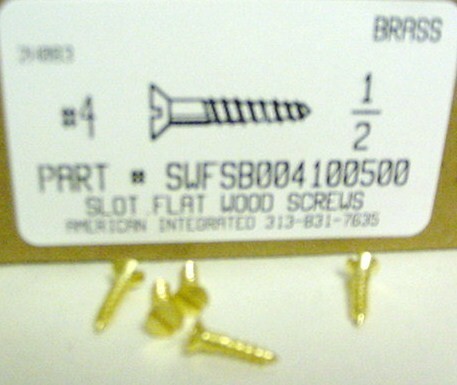 BRASS
#4
1
2
PART # SWFSB004100500
SLOT FLAT WOOD SCREWS
AMERICAN INTEGRATED 313-831-7635